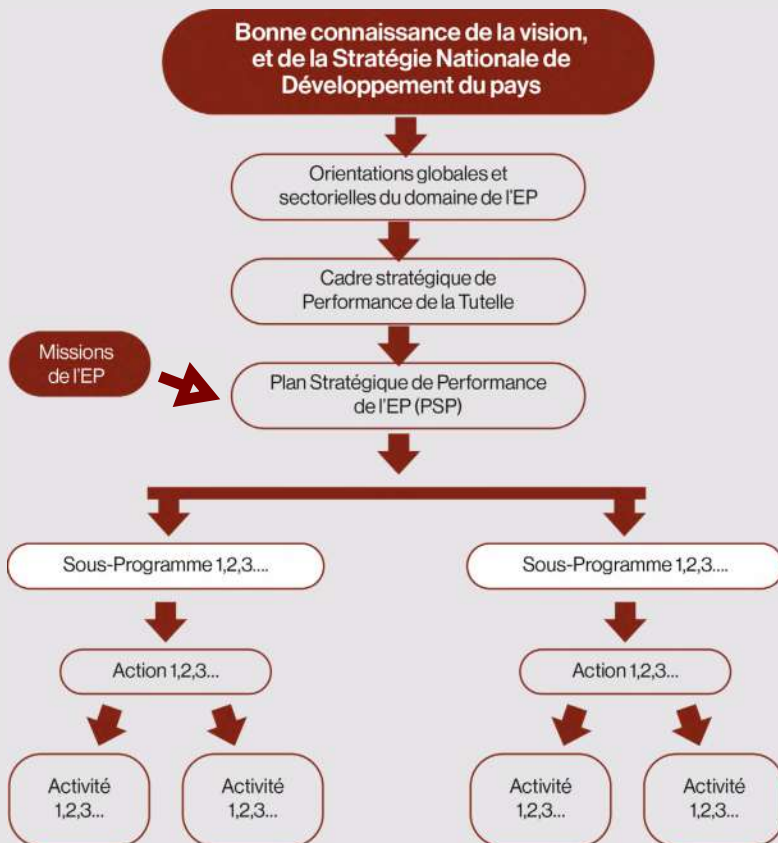 Bonne connaissance de la vision,
et de la Stratégie Nationale de
Développement du pays
Orientations globales et
sectorielles du domaine de l'EP
Cadre stratégique de
Performance de la Tutelle
Missions
de l'EP
Plan Stratégique de Performance
de l'EP (PSP)
Sous-Programme 1,2,3....
Sous-Programme 1,2,3....
Action 1,2,3...
Action 1,2,3...
Activité
1,2,3...
Activité
1,2,3...
Activité
1,2,3...
Activité
1,2,3...